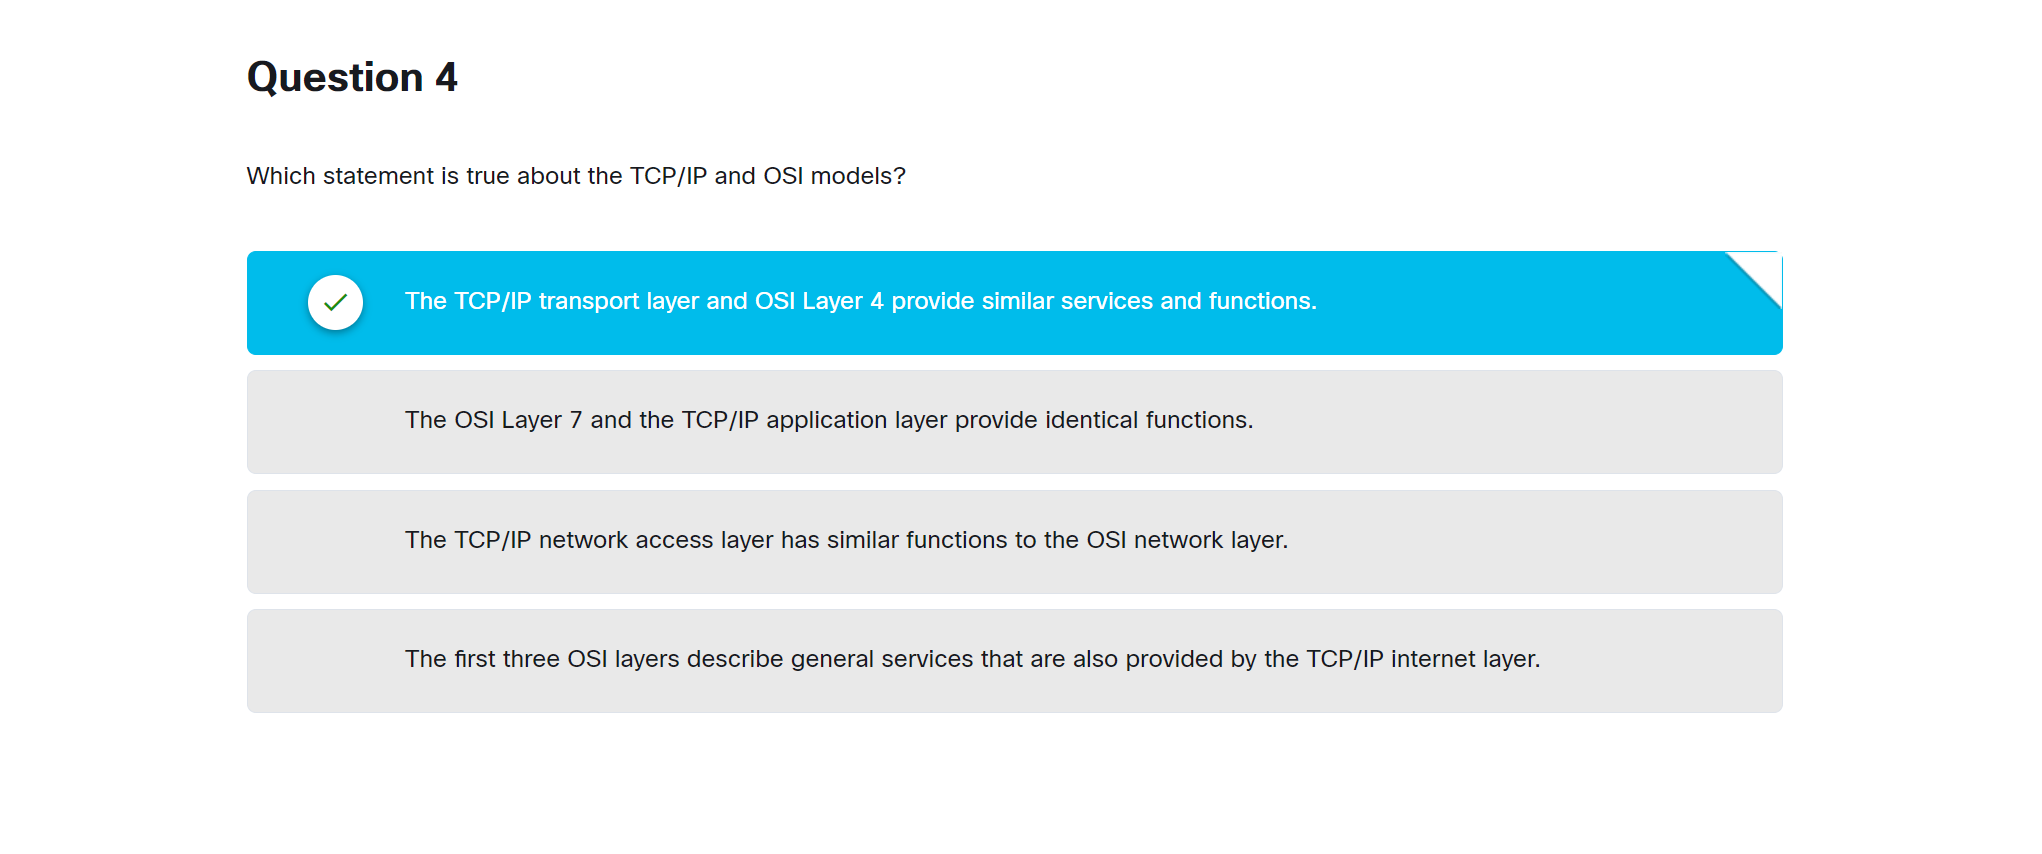 Question 4
Which statement is true about the TCP/IP and OSI models?
The TCP/IP transport layer and OSI Layer 4 provide similar services and functions.
The OSI Layer 7 and the TCP/IP application layer provide identical functions.
The TCP/IP network access layer has similar functions to the OSI network layer.
The first three OSI layers describe general services that are also provided by the TCP/IP internet layer.